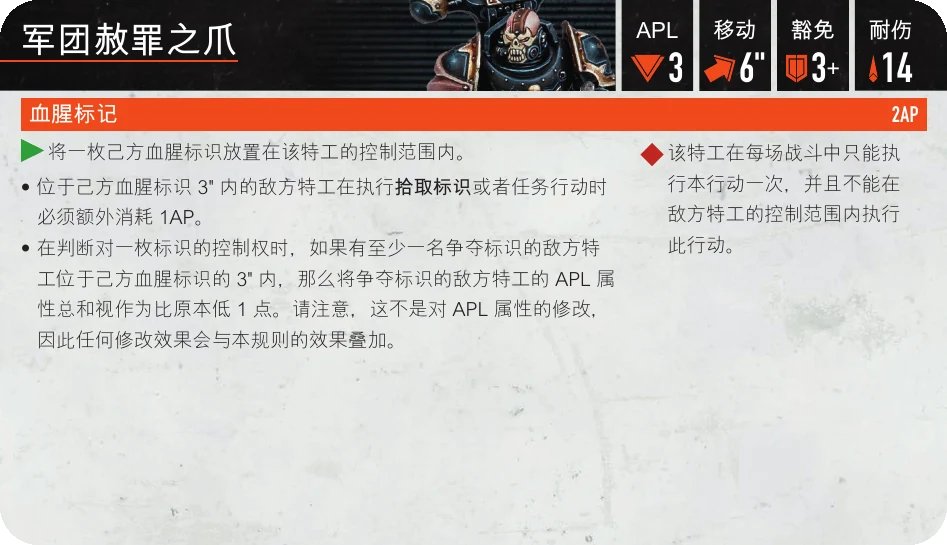 军团赦罪之爪
APL
3
移动
6"
豁免
3+
耐伤
14
血腥标记
2AP
将一枚己方血腥标识放置在该特工的控制范围内。
• 位于己方血腥标识 3" 内的敌方特工在执行拾取标识或者任务行动时
必须额外消耗 1AP。
• 在判断对一枚标识的控制权时，如果有至少一名争夺标识的敌方特
工位于己方血腥标识的 3" 内，那么将争夺标识的敌方特工的 APL 属
性总和视作为比原本低 1 点。请注意，这不是对 APL 属性的修改，
因此任何修改效果会与本规则的效果叠加。
该特工在每场战斗中只能执
行本行动一次，并且不能在
敌方特工的控制范围内执行
此行动。